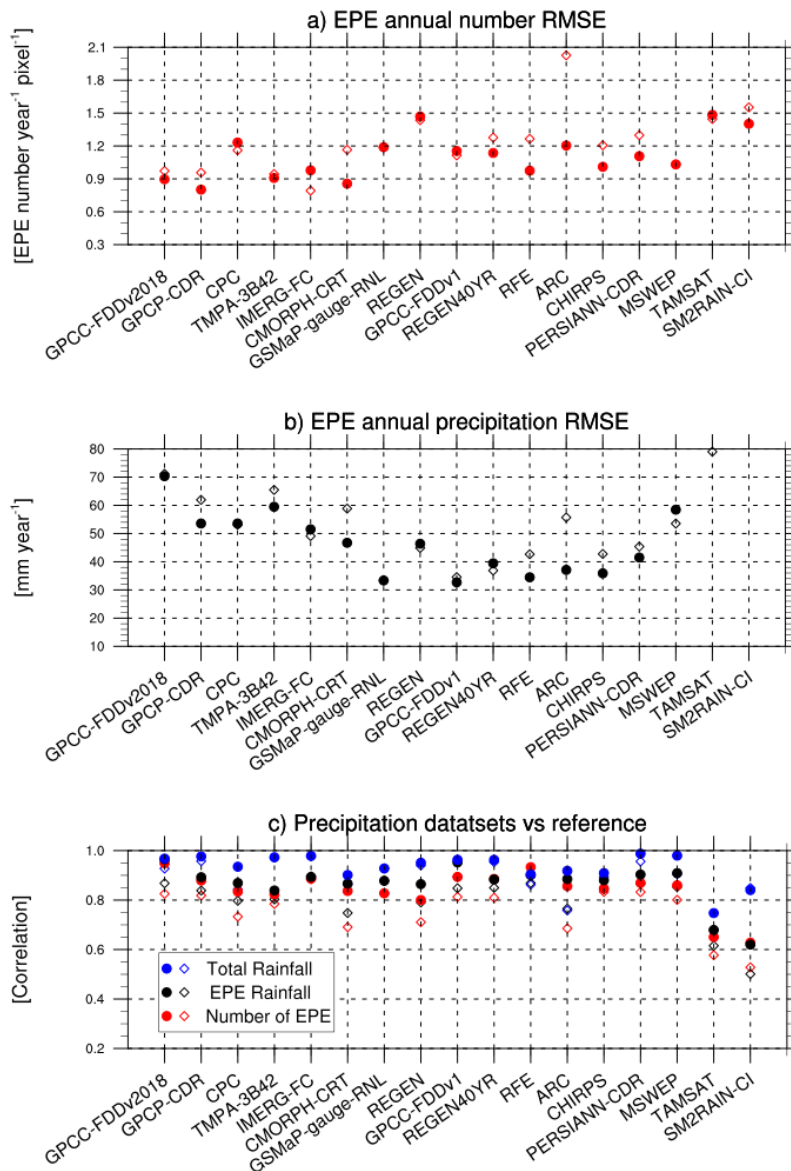 a) EPE annual number RMSE
[EPE number year⁻¹ pixel⁻¹]
2.1
1.8
1.5
1.2
0.9
0.6
0.3
GPCC-FDDv2018
GPCP-CDR
CPC
TMPA-3B42
IMERG-FC
CMORPH-CRT
GSMaP-gauge-RNL
REGEN
GPCC-FDDv1
REGEN40YR
RFE
ARC
CHIRPS
PERSIANN-CDR
MSWEP
TAMSAT
SM2RAIN-CI
b) EPE annual precipitation RMSE
[mm year⁻¹]
80
70
60
50
40
30
20
10
GPCC-FDDv2018
GPCP-CDR
CPC
TMPA-3B42
IMERG-FC
CMORPH-CRT
GSMaP-gauge-RNL
REGEN
GPCC-FDDv1
REGEN40YR
RFE
ARC
CHIRPS
PERSIANN-CDR
MSWEP
TAMSAT
SM2RAIN-CI
c) Precipitation datatsets vs reference
[Correlation]
1.0
0.8
0.6
0.4
0.2
Total Rainfall
EPE Rainfall
Number of EPE
GPCC-FDDv2018
GPCP-CDR
CPC
TMPA-3B42
IMERG-FC
CMORPH-CRT
GSMaP-gauge-RNL
REGEN
GPCC-FDDv1
REGEN40YR
RFE
ARC
CHIRPS
PERSIANN-CDR
MSWEP
TAMSAT
SM2RAIN-CI